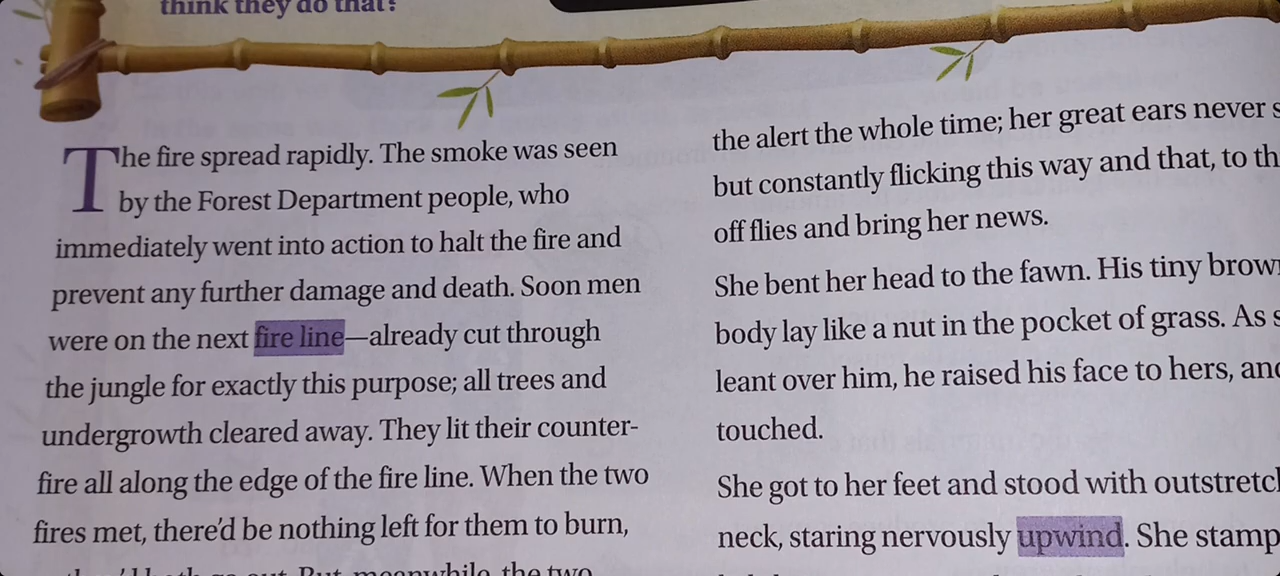 think they do that?
The fire spread rapidly. The smoke was seen
by the Forest Department people, who
immediately went into action to halt the fire and
prevent any further damage and death. Soon men
were on the next fire line—already cut through
the jungle for exactly this purpose; all trees and
undergrowth cleared away. They lit their counter-
fire all along the edge of the fire line. When the two
fires met, there'd be nothing left for them to burn,
out. But meanwhile the two
the alert the whole time; her great ears never
but constantly flicking this way and that, to
off flies and bring her news.
She bent her head to the fawn. His tiny
body lay like a nut in the pocket of grass. As
leant over him, he raised his face to hers,
touched.
She got to her feet and stood with
neck, staring nervously upwind. She